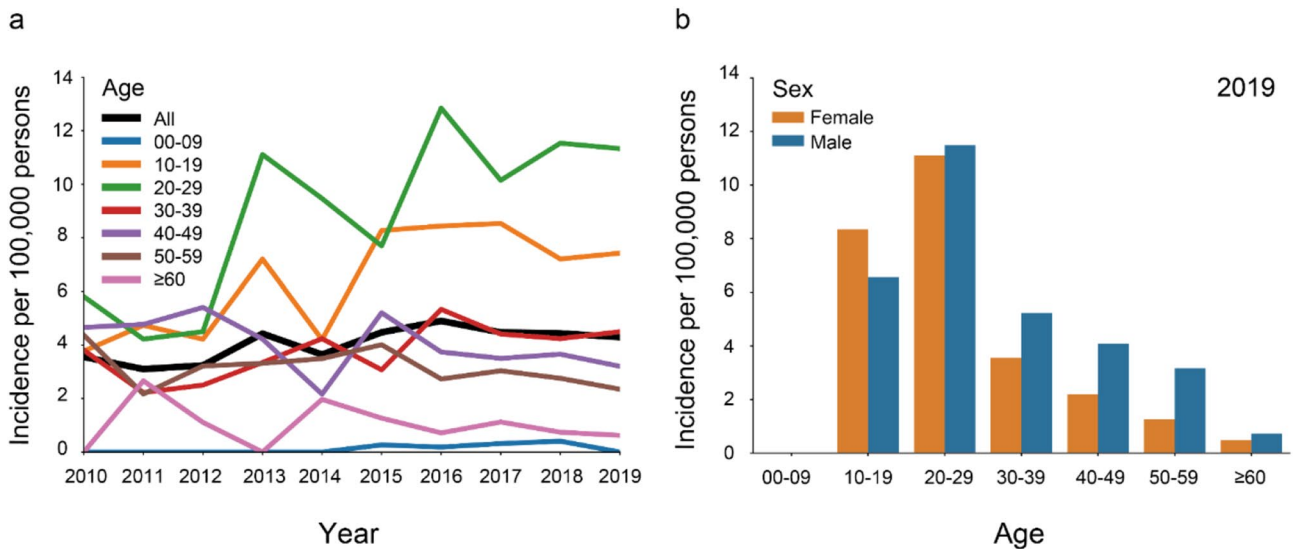 a
Incidence per 100,000 persons
14
12
10
8
6
4
2
0
Age
All
00-09
10-19
20-29
30-39
40-49
50-59
≥60
2010 2011 2012 2013 2014 2015 2016 2017 2018 2019
Year
b
Incidence per 100,000 persons
14
12
10
8
6
4
2
0
Sex
Female
Male
2019
00-09 10-19 20-29 30-39 40-49 50-59 ≥60
Age